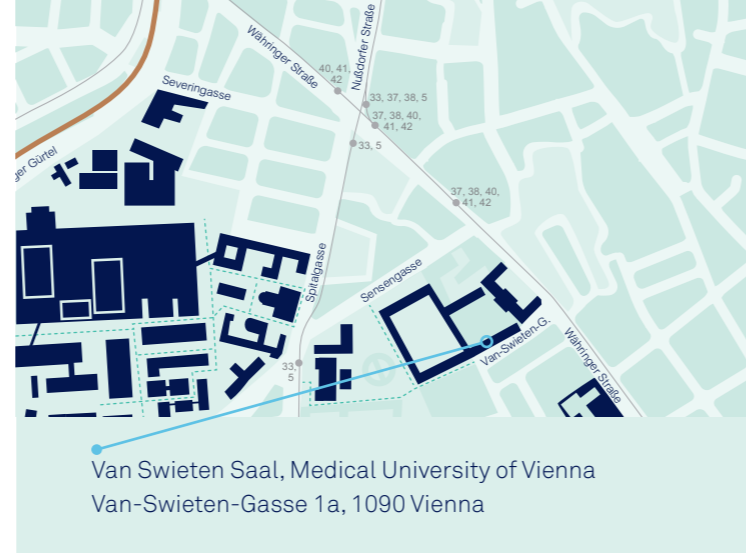 Währinger Straße
Nußdorfer Straße
40, 41,
42
Severingasse
33, 37, 38, 5
37, 38, 40,
41, 42
33, 5
ger Gürtel
37, 38, 40,
41, 42
Spitalgasse
Sensengasse
Van-Swieten-G.
Währinger Straße
33,
5
Van Swieten Saal, Medical University of Vienna
Van-Swieten-Gasse 1a, 1090 Vienna